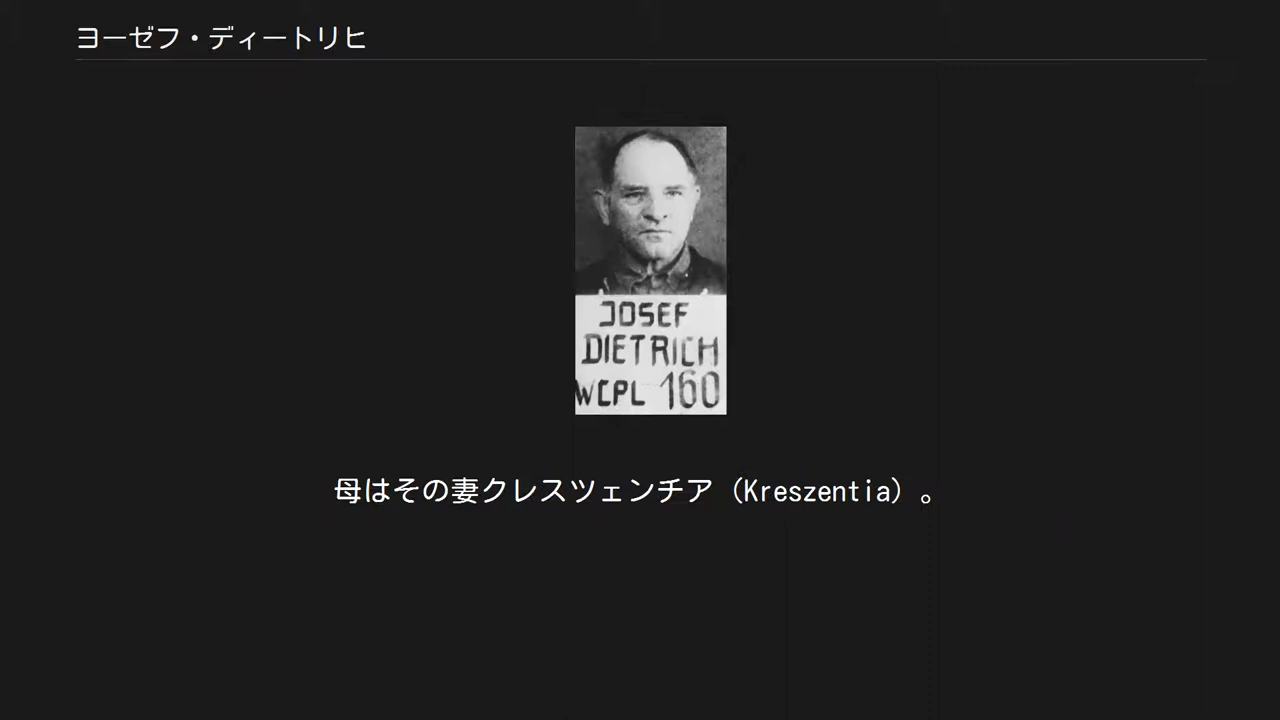 ヨーゼフ・ディートリヒ
JOSEF
DIETRICH
WCPL 160
母はその妻クレスツェンチア（Kreszentia）。